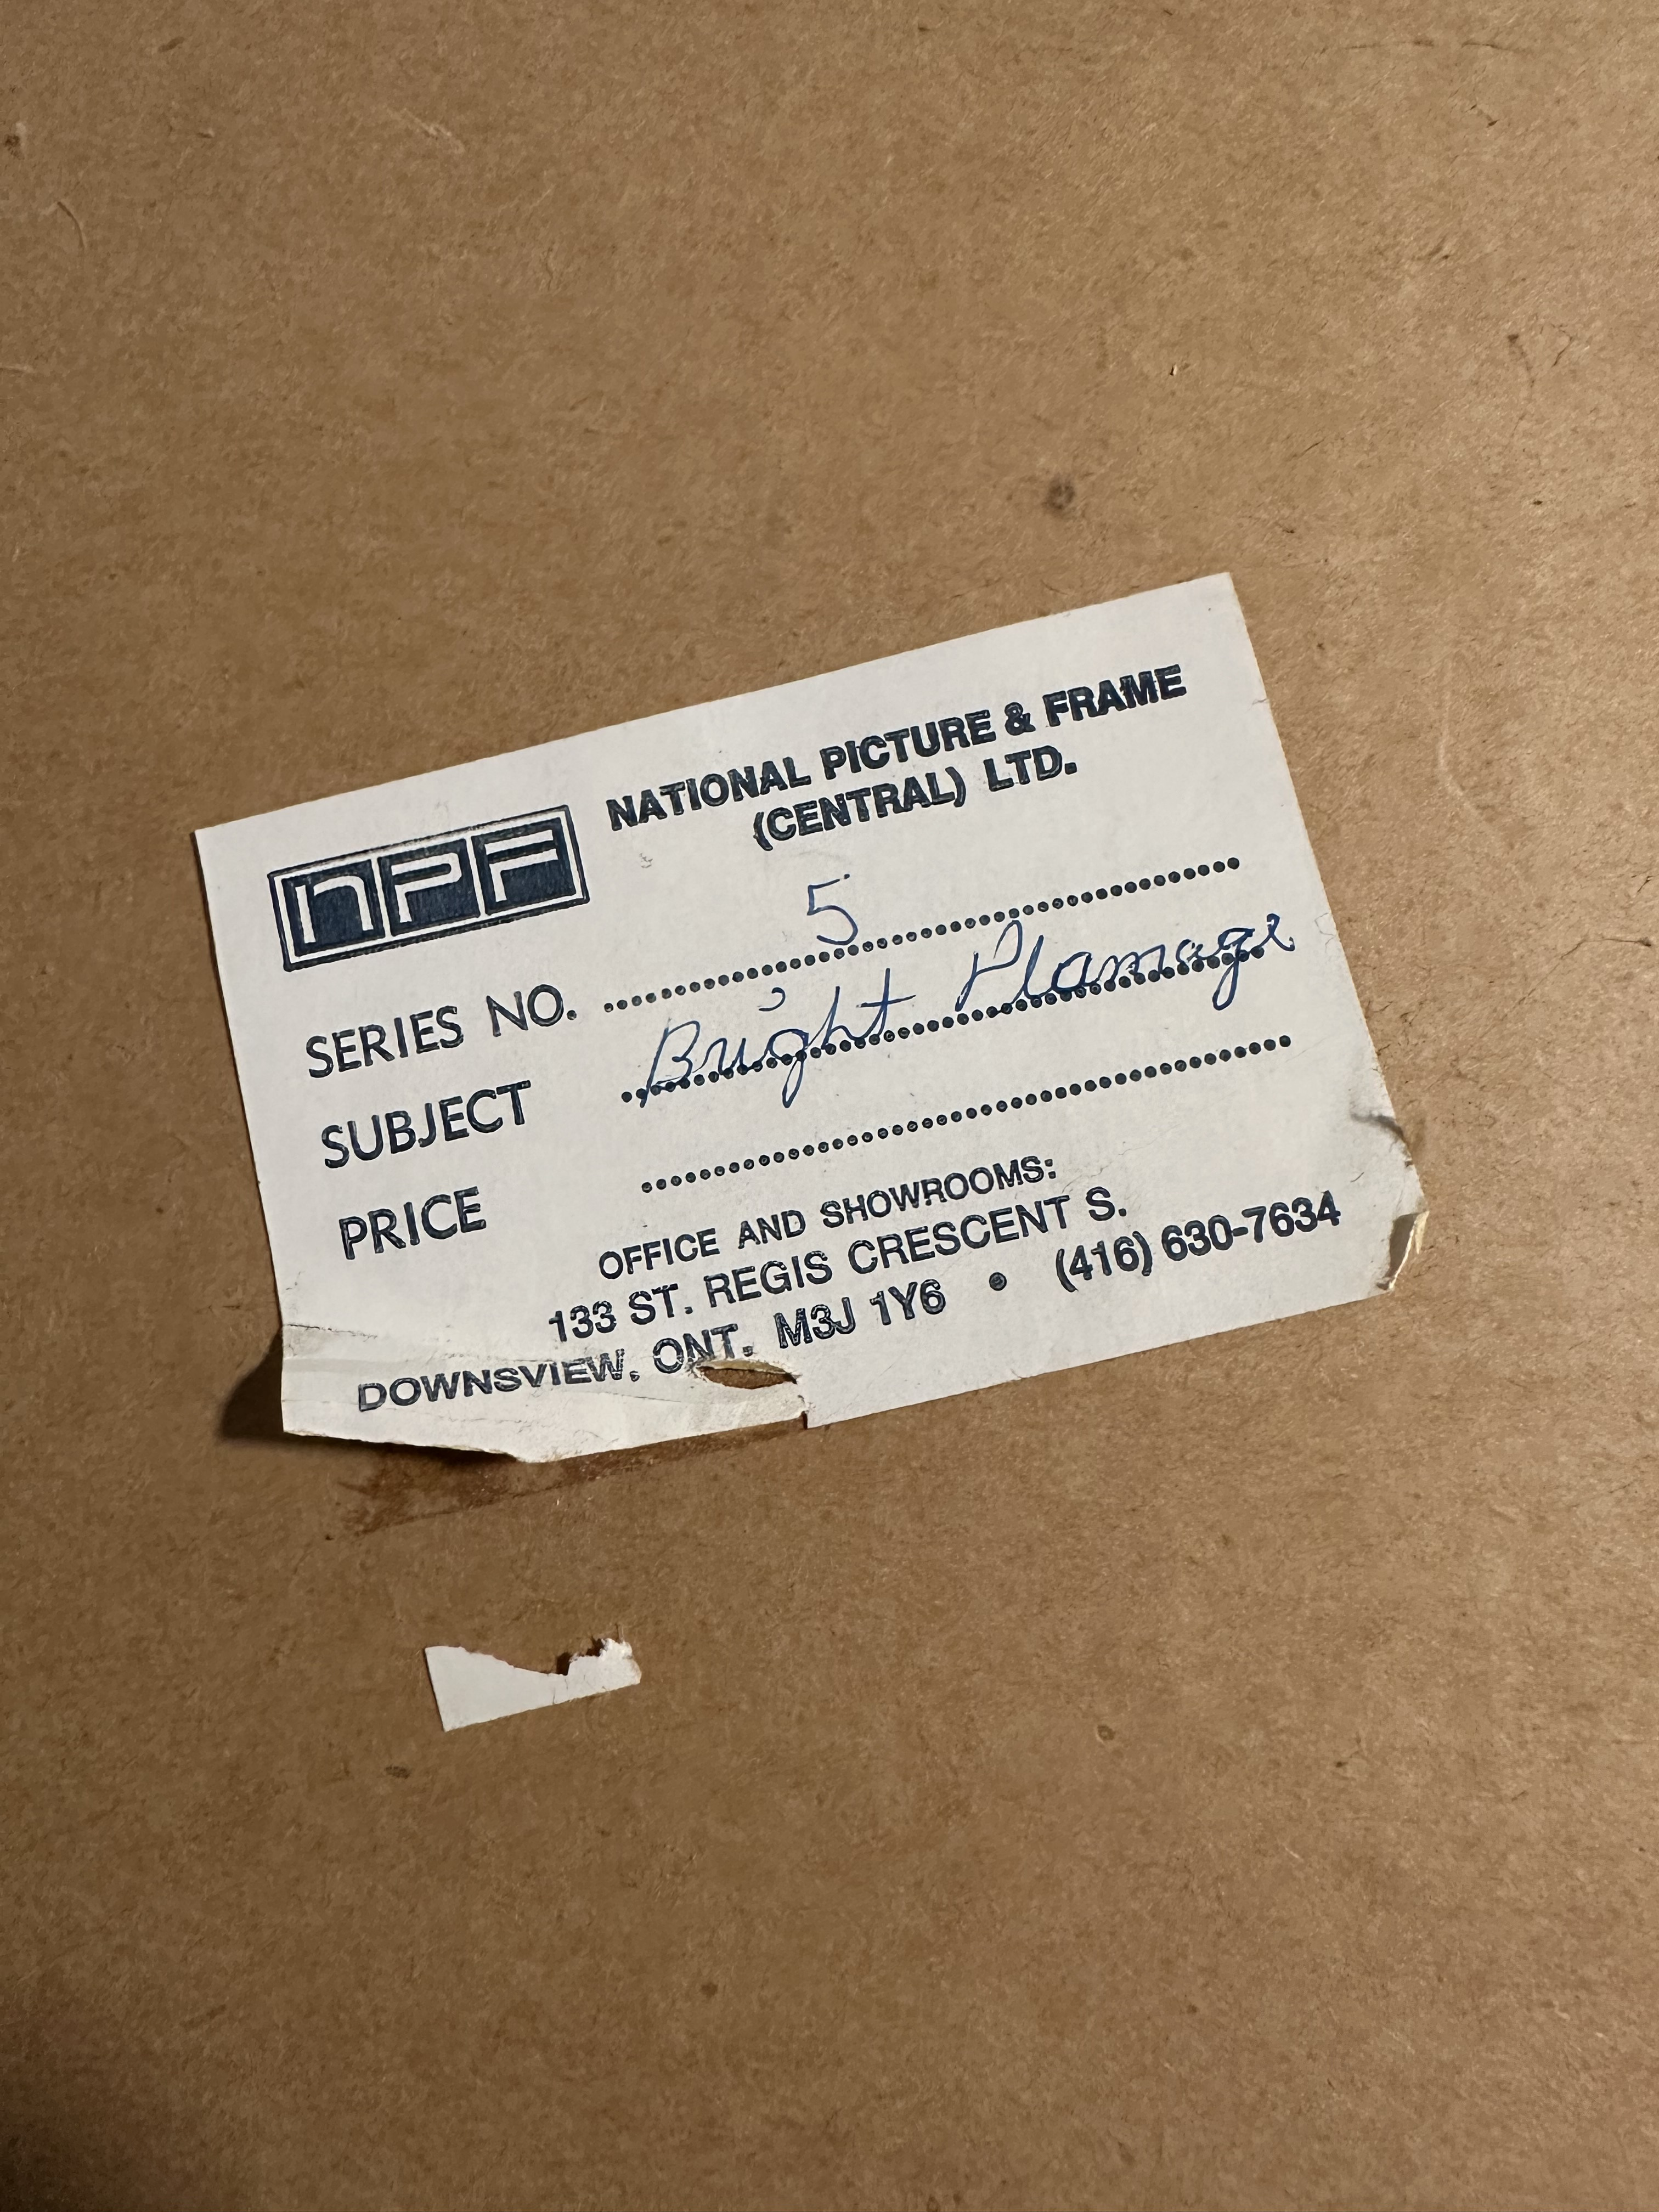 NATIONAL PICTURE & FRAME
(CENTRAL) LTD.
nPF
SERIES NO. 5
SUBJECT Bright Plamage
PRICE
OFFICE AND SHOWROOMS:
133 ST. REGIS CRESCENT S.
DOWNSVIEW, ONT. M3J 1Y6 • (416) 630-7634